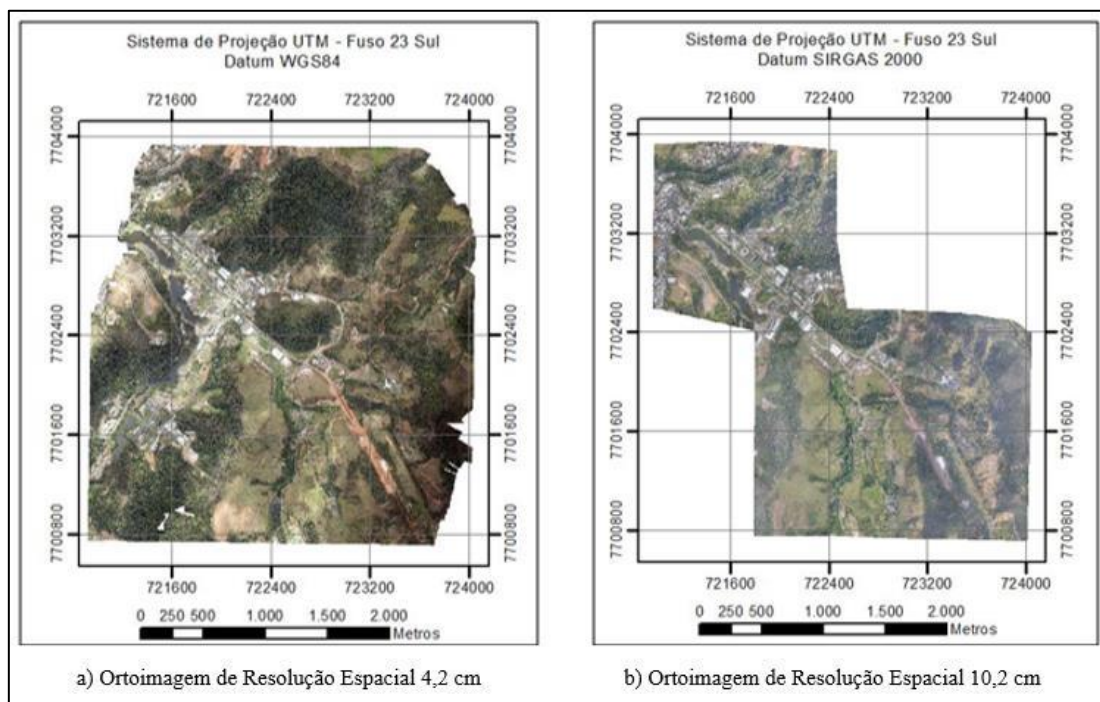 Sistema de Projeção UTM - Fuso 23 Sul
Datum WGS84
721600 722400 723200 724000
7704000 7704000
7703200 7703200
7702400 7702400
7701600 7701600
7700800 7700800
721600 722400 723200 724000
0 250 500 1.000 1.500 2.000
Metros
a) Ortoimagem de Resolução Espacial 4,2 cm
Sistema de Projeção UTM - Fuso 23 Sul
Datum SIRGAS 2000
721600 722400 723200 724000
7704000 7704000
7703200 7703200
7702400 7702400
7701600 7701600
7700800 7700800
721600 722400 723200 724000
0 250 500 1.000 1.500 2.000
Metros
b) Ortoimagem de Resolução Espacial 10,2 cm